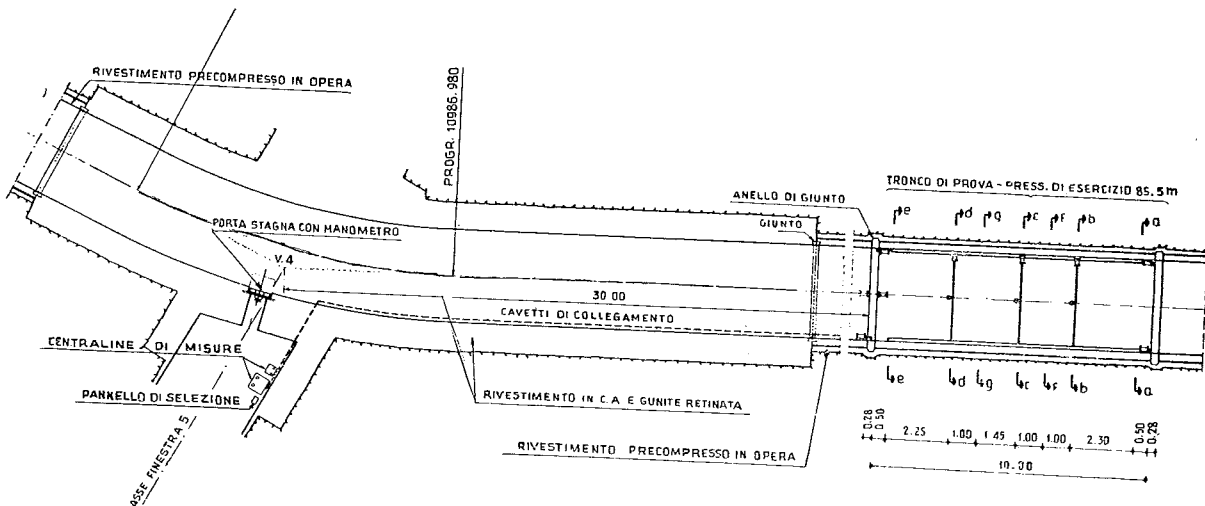 RIVESTIMENTO PRECOMPRESSO IN OPERA
PROGR. 10986.980
ANELLO DI GIUNTO
TRONCO DI PROVA - PRESS. DI ESERCIZIO 85.5 m
e d g c f b a
GIUNTO
PORTA STAGNA CON MANOMETRO
V. 4
30 00
CAVETTI DI COLLEGAMENTO
CENTRALINE DI MISURE
PANNELLO DI SELEZIONE
RIVESTIMENTO IN C.A E GUNITE RETINATA
RIVESTIMENTO PRECOMPRESSO IN OPERA
ASSE FINESTRA 5
e d g c f b a
0.28 0.50 2.25 1.00 1.45 1.00 1.00 2.30 0.50 0.28
10.00